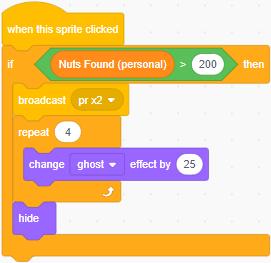 when this sprite clicked
if Nuts Found (personal) > 200 then
broadcast pr x2
repeat 4
change ghost effect by 25
hide